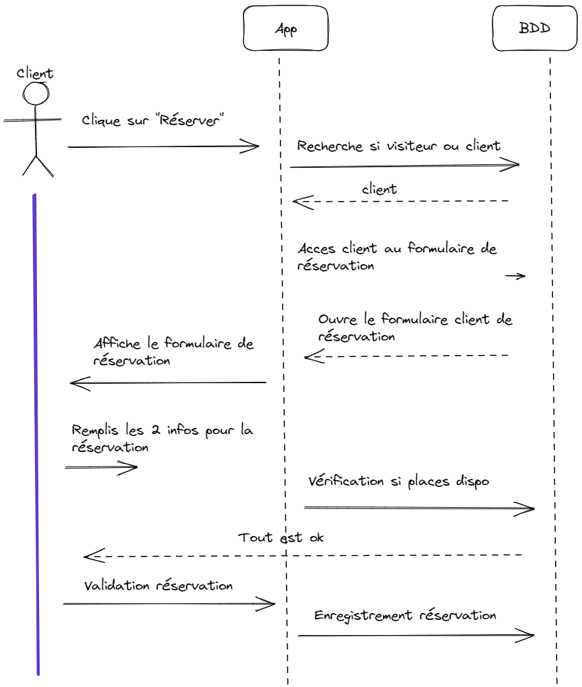 App
BDD
Client
Clique sur "Réserver"
Recherche si visiteur ou client
client
Acces client au formulaire de
réservation
Ouvre le formulaire client de
réservation
Affiche le formulaire de
réservation
Remplis les 2 infos pour la
réservation
Vérification si places dispo
Tout est ok
Validation réservation
Enregistrement réservation